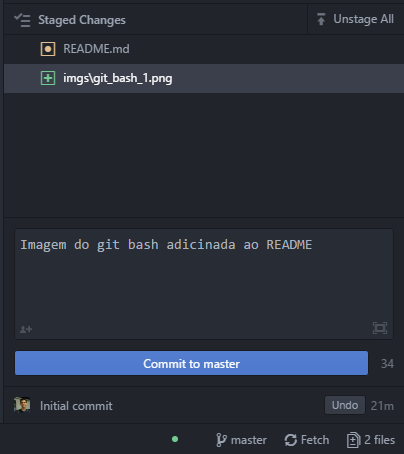 Staged Changes
Unstage All
README.md
imgs\git_bash_1.png
Imagem do git bash adicinada ao README
Commit to master
34
Initial commit
Undo
21m
master
Fetch
2 files